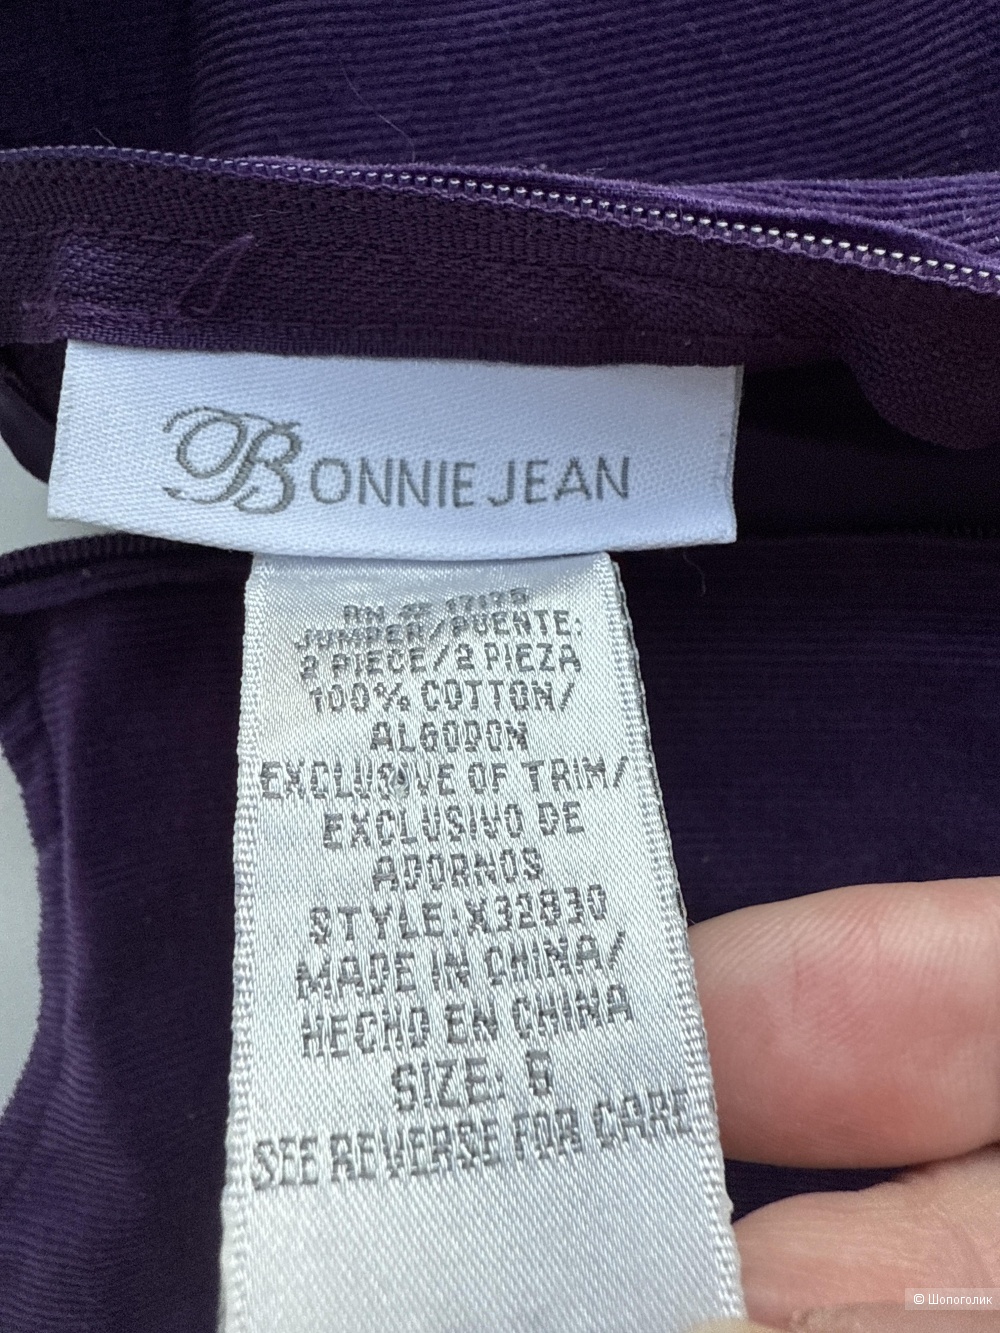 BONNIE JEAN
RN #
JUMPER/PUENTE:
2 PIECE/2 PIEZA
100% COTTON/
ALGODON
EXCLUSIVE OF TRIM/
EXCLUSIVO DE
ADORNOS
STYLE:X32830
MADE IN CHINA/
HECHO EN CHINA
SIZE:
SEE REVERSE FOR CARE
© Шопоголик